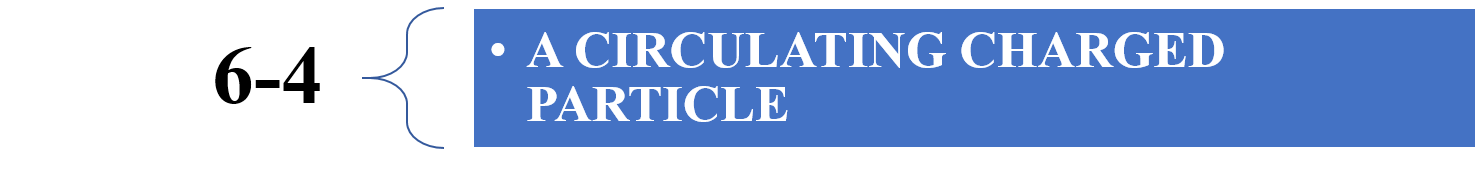 6-4
• A CIRCULATING CHARGED
PARTICLE